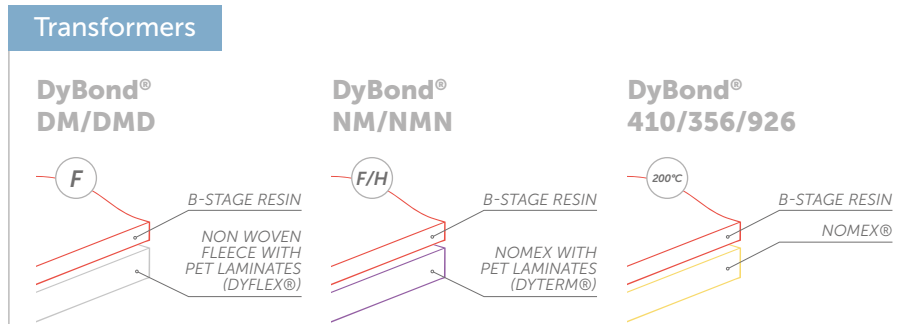 Transformers
DyBond®
DM/DMD
F
B-STAGE RESIN
NON WOVEN
FLEECE WITH
PET LAMINATES
(DYFLEX®)
DyBond®
NM/NMN
F/H
B-STAGE RESIN
NOMEX WITH
PET LAMINATES
(DYTERM®)
DyBond®
410/356/926
200°C
B-STAGE RESIN
NOMEX®